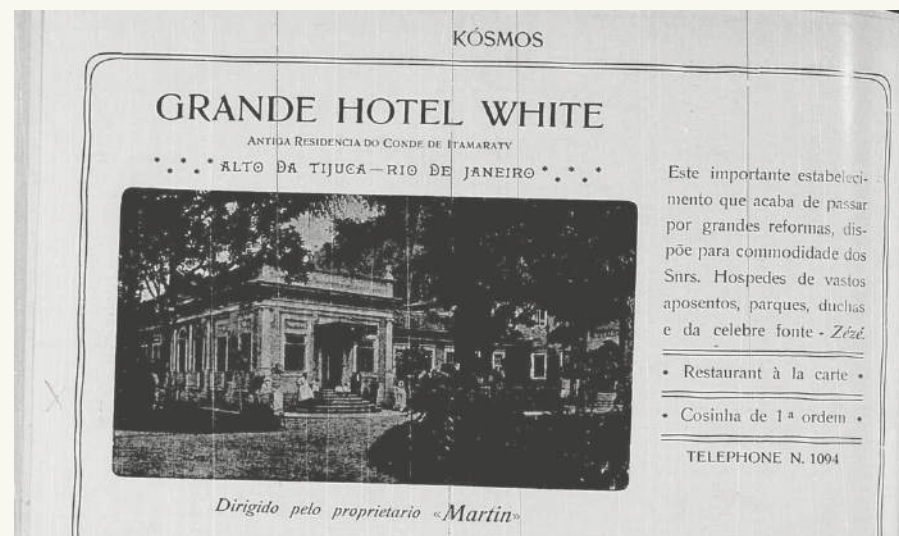 KÓSMOS
GRANDE HOTEL WHITE
ANTIGA RESIDENCIA DO CONDE DE ITAMARATY
ALTO DA TIJUCA — RIO DE JANEIRO
Este importante estabeleci-
mento que acaba de passar
por grandes reformas, dis-
põe para commodidade dos
Snrs. Hospedes de vastos
aposentos, parques, duchas
e da celebre fonte - Zézé.
• Restaurant à la carte •
• Cosinha de 1ª ordem •
TELEPHONE N. 1094
Dirigido pelo proprietario «Martin»